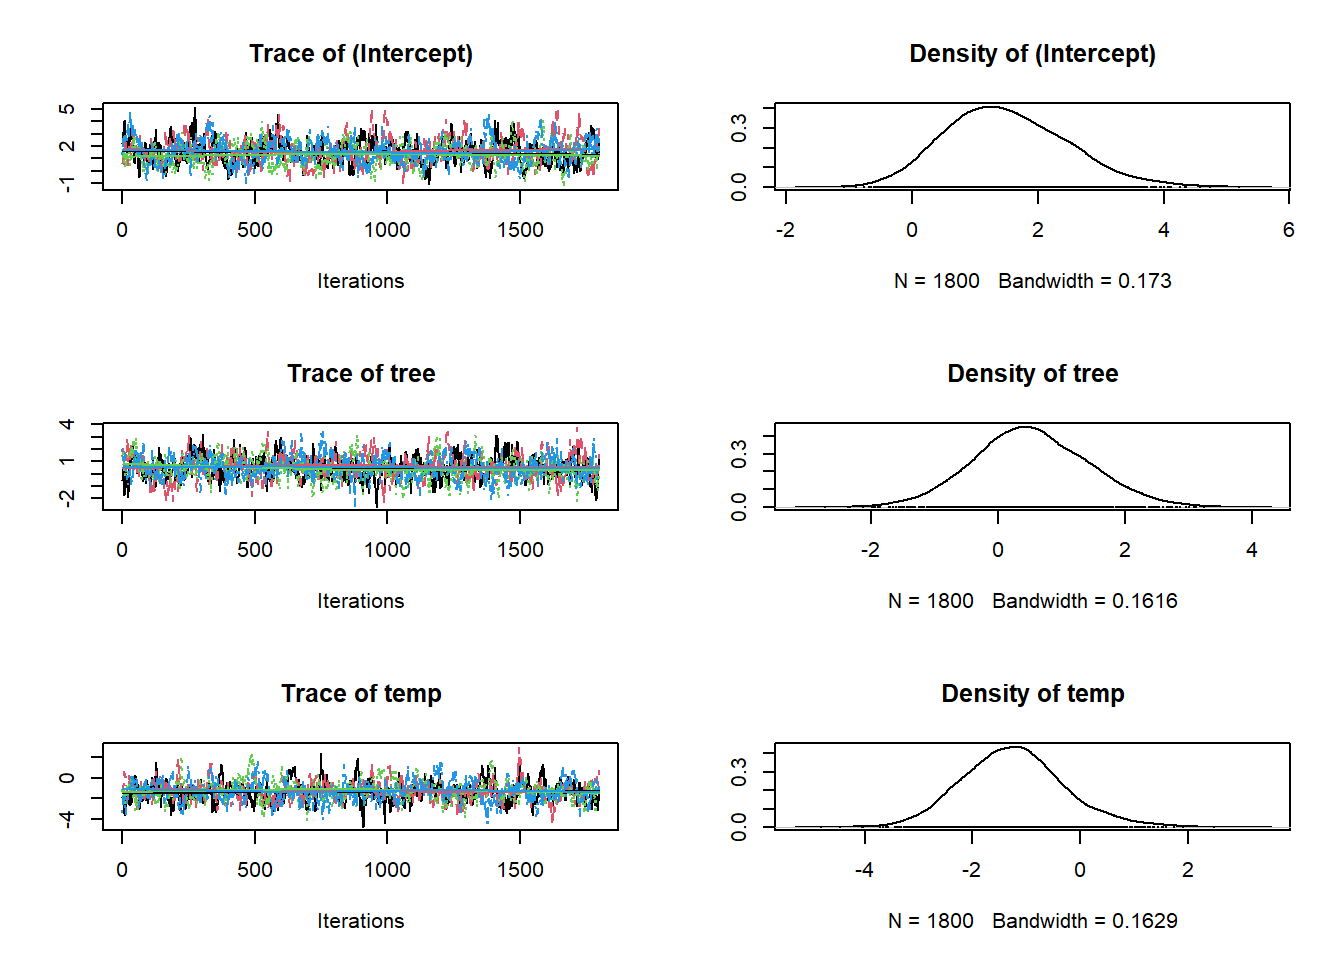 Trace of (Intercept)
5
2
-1
0 500 1000 1500
Iterations
Density of (Intercept)
0.3
0.0
-2 0 2 4 6
N = 1800 Bandwidth = 0.173
Trace of tree
4
1
-2
0 500 1000 1500
Iterations
Density of tree
0.3
0.0
-2 0 2 4
N = 1800 Bandwidth = 0.1616
Trace of temp
0
-4
0 500 1000 1500
Iterations
Density of temp
0.3
0.0
-4 -2 0 2
N = 1800 Bandwidth = 0.1629